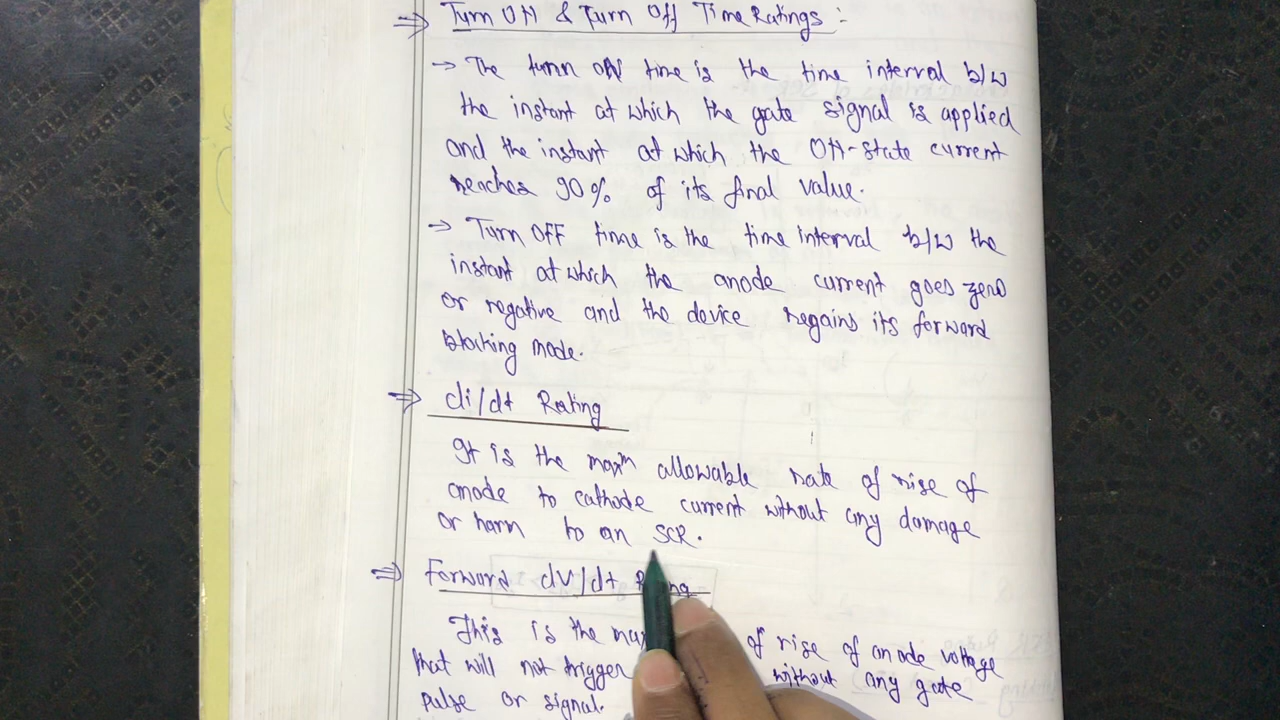 ⇒ Turn ON & Turn Off Time Ratings :-
→ The turn ON time is the time interval b/w
the instant at which the gate signal is applied
and the instant at which the ON-state current
reaches 90% of its final value.
→ Turn OFF time is the time interval b/w the
instant at which the anode current goes zero
or negative and the device regains its forward
blocking mode.
⇒ di/dt Rating
It is the maxm allowable rate of rise of
anode to cathode current without any damage
or harm to an SCR.
⇒ Forward dV/dt
This is the of rise of anode voltage
that will not trigger without any gate
pulse or signal.